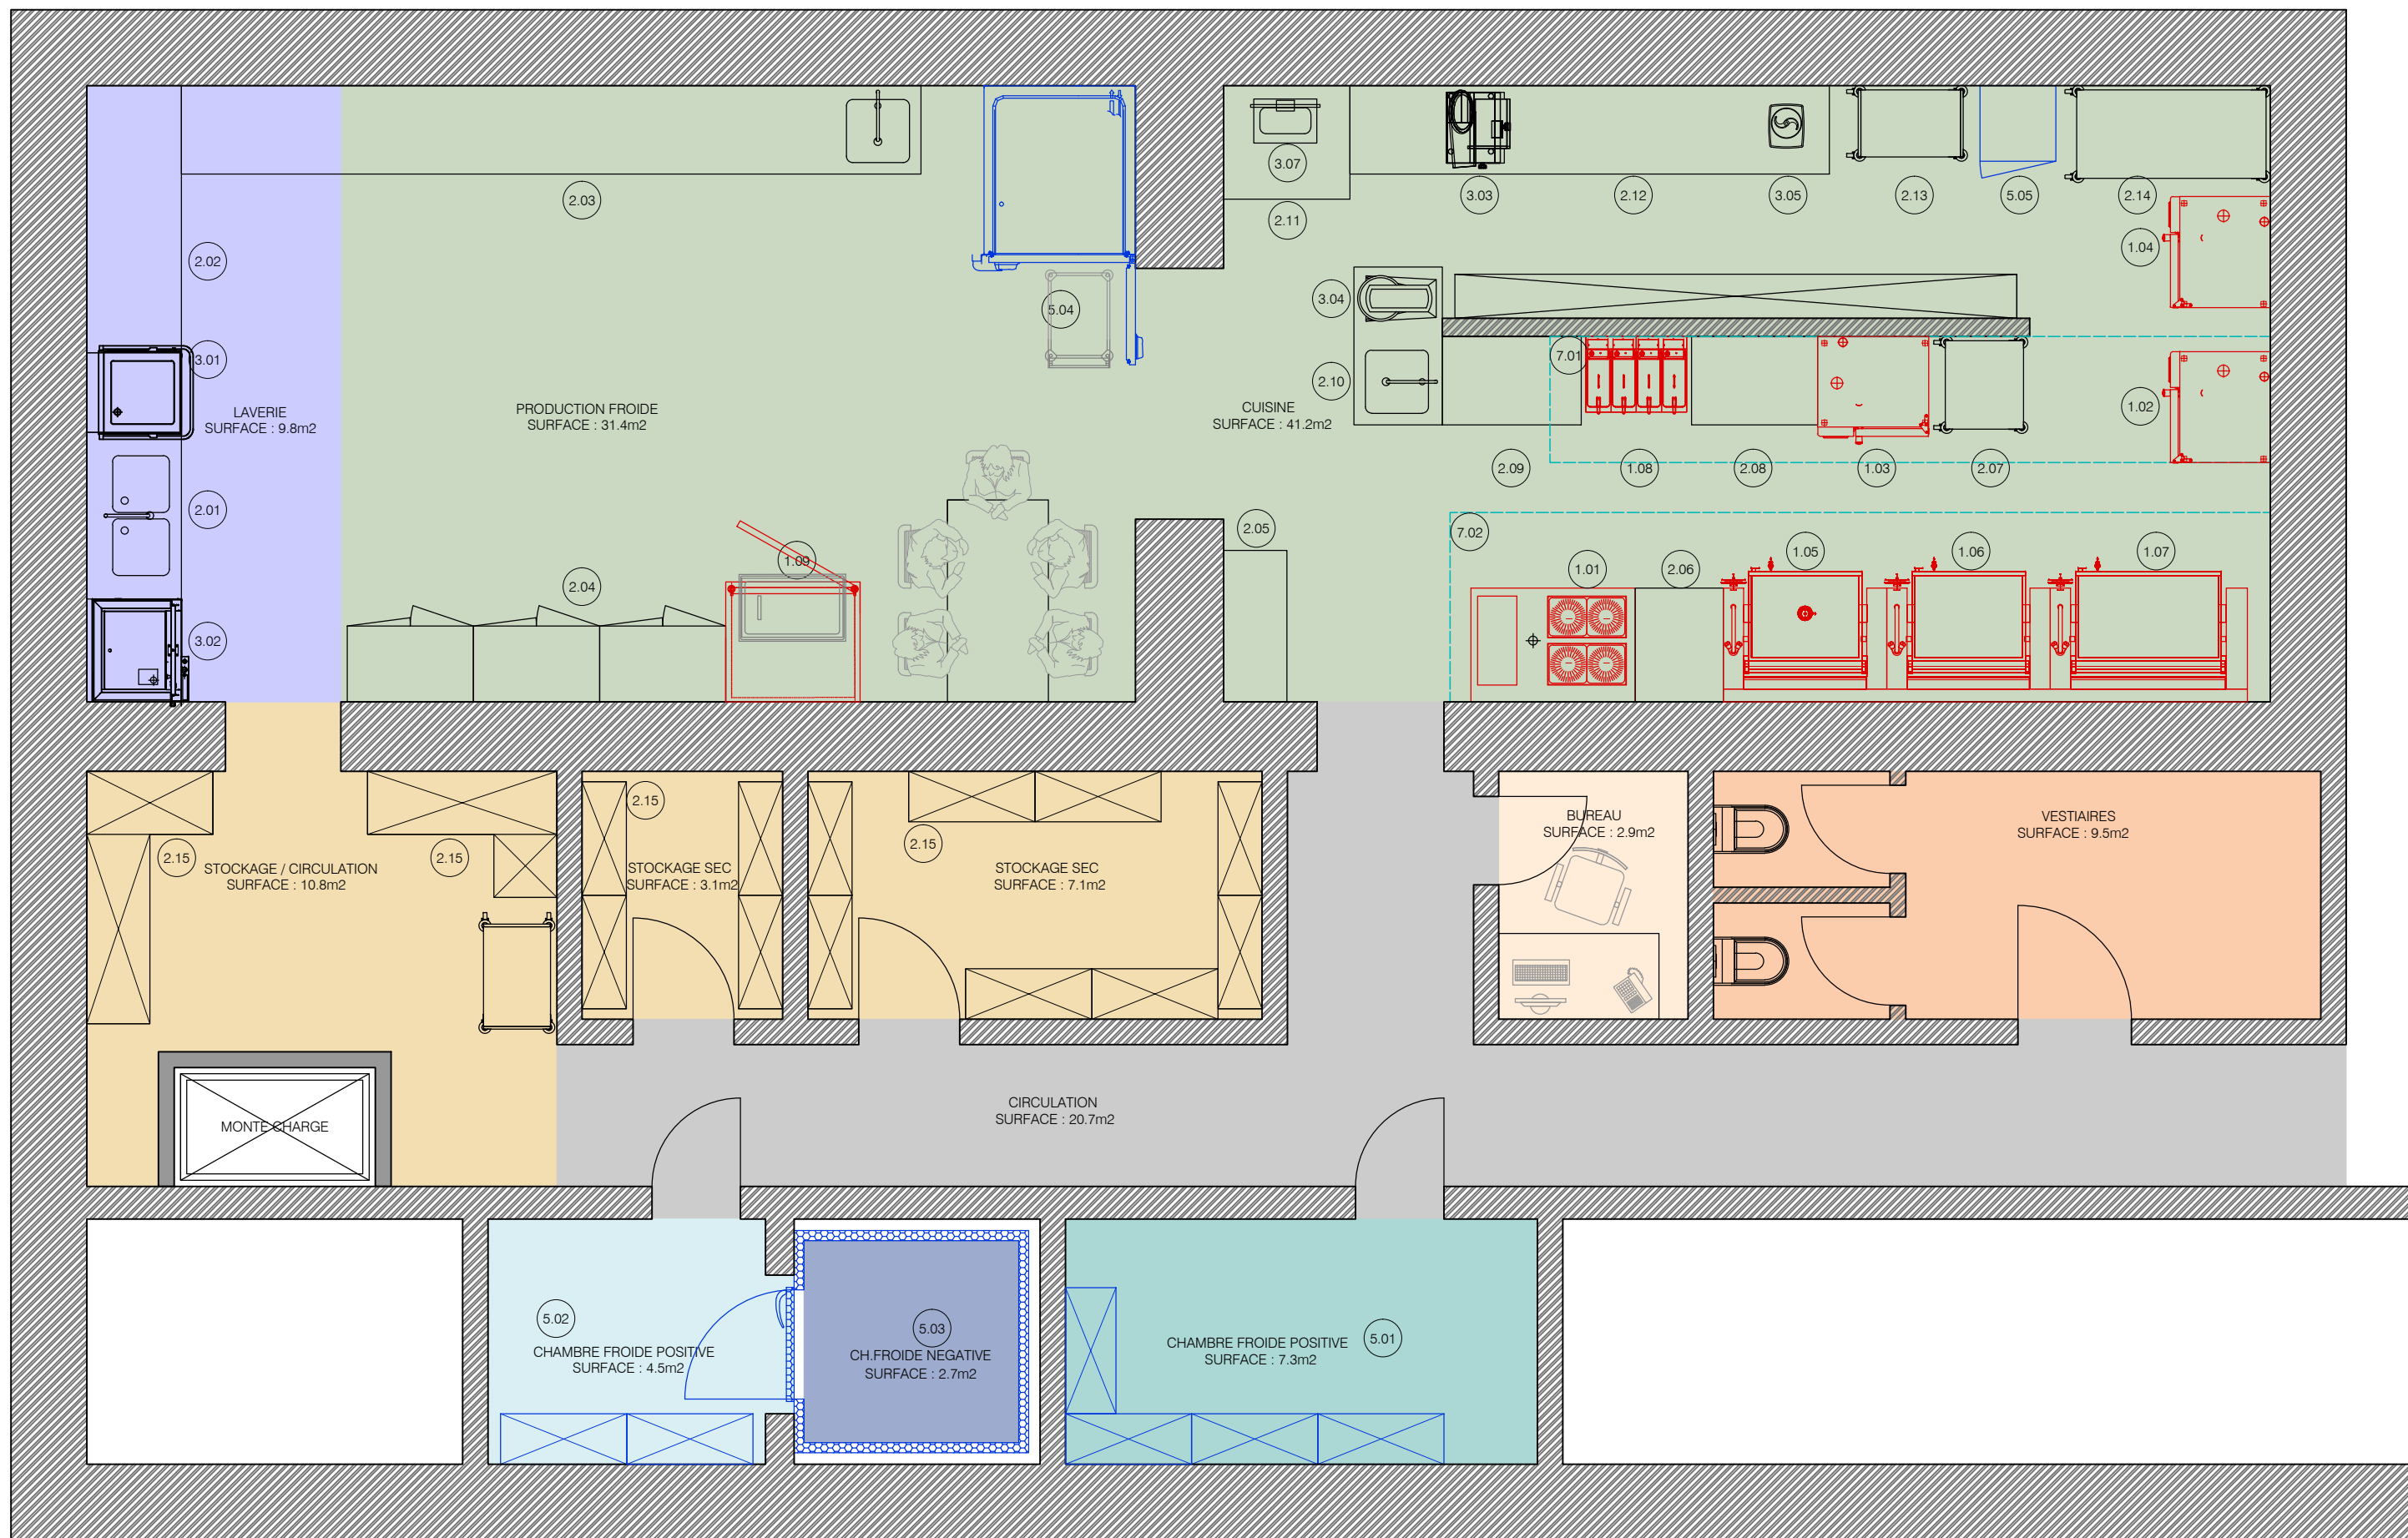 3.07
3.03
2.12
3.05
2.13
5.05
2.14
2.03
2.11
2.02
1.04
3.04
5.04
3.01
7.01
2.10
1.02
LAVERIE
SURFACE : 9.8m2
PRODUCTION FROIDE
SURFACE : 31.4m2
CUISINE
SURFACE : 41.2m2
2.09
1.08
2.08
1.03
2.07
2.01
7.02
2.05
1.09
1.01
2.06
1.05
1.06
1.07
2.04
3.02
2.15
2.15
2.15
2.15
STOCKAGE / CIRCULATION
SURFACE : 10.8m2
STOCKAGE SEC
SURFACE : 3.1m2
STOCKAGE SEC
SURFACE : 7.1m2
BUREAU
SURFACE : 2.9m2
VESTIAIRES
SURFACE : 9.5m2
MONTE CHARGE
CIRCULATION
SURFACE : 20.7m2
5.02
CHAMBRE FROIDE POSITIVE
SURFACE : 4.5m2
5.03
CH.FROIDE NEGATIVE
SURFACE : 2.7m2
CHAMBRE FROIDE POSITIVE
SURFACE : 7.3m2
5.01